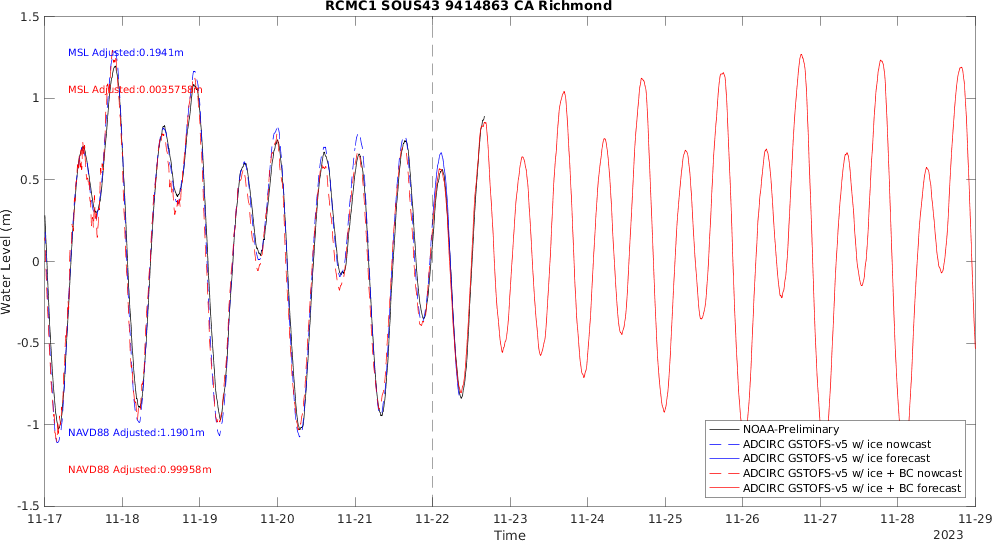 RCMC1 SOUS43 9414863 CA Richmond
MSL Adjusted:0.1941m
MSL Adjusted:0.0035758m
NAVD88 Adjusted:1.1901m
NAVD88 Adjusted:0.99958m
Water Level (m)
1.5
1
0.5
0
-0.5
-1
-1.5
NOAA-Preliminary
ADCIRC GSTOFS-v5 w/ ice nowcast
ADCIRC GSTOFS-v5 w/ ice forecast
ADCIRC GSTOFS-v5 w/ ice + BC nowcast
ADCIRC GSTOFS-v5 w/ ice + BC forecast
11-17 11-18 11-19 11-20 11-21 11-22 11-23 11-24 11-25 11-26 11-27 11-28 11-29
Time
2023